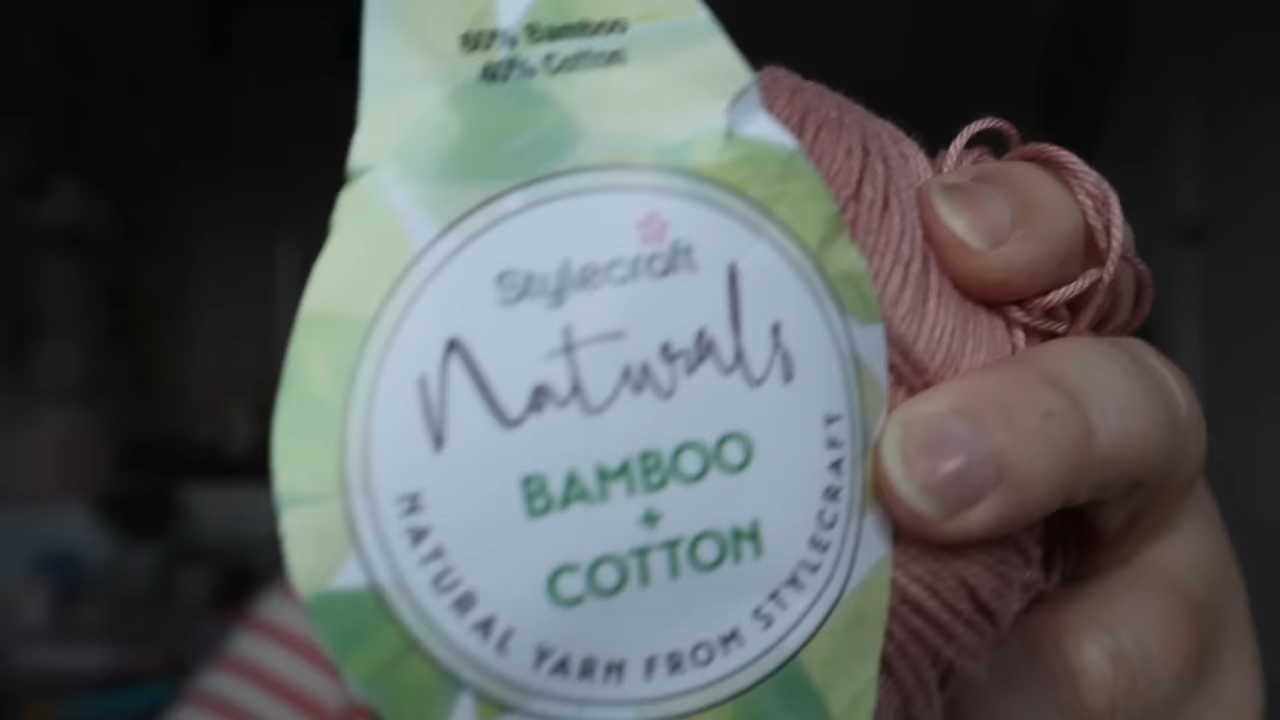 60% Bamboo
40% Cotton
Stylecraft
Naturals
BAMBOO
+
COTTON
NATURAL YARN FROM STYLECRAFT